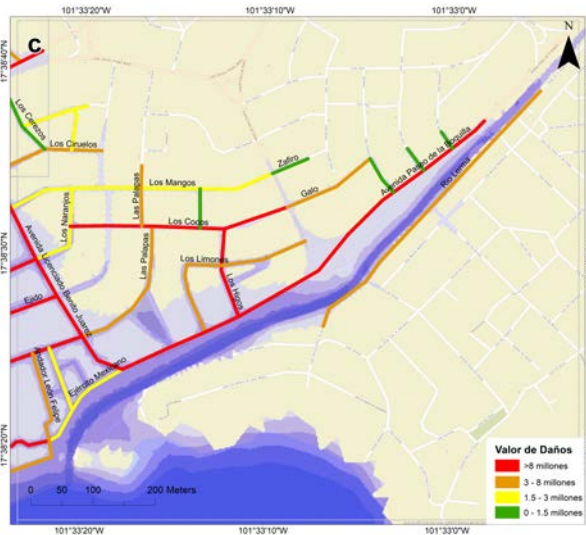 101°33'20"W 101°33'10"W 101°33'0"W
C
N
17°38'40"N
17°38'30"N
17°38'20"N
Los Cerezos
Los Ciruelos
Zafiro
Avenida Paseo de la Boquilla
Los Mangos
Galo
Río Lerma
Las Palapas
Los Naranjos
Los Cocos
Avenida Licenciado Benito Juarez
Las Palapas
Los Limones
Los Higos
Ejido
Ejército Mexicano
Andador León Felipe
0 50 100 200 Meters
Valor de Daños
>8 millones
3 - 8 millones
1.5 - 3 millones
0 - 1.5 millones
101°33'20"W 101°33'10"W 101°33'0"W